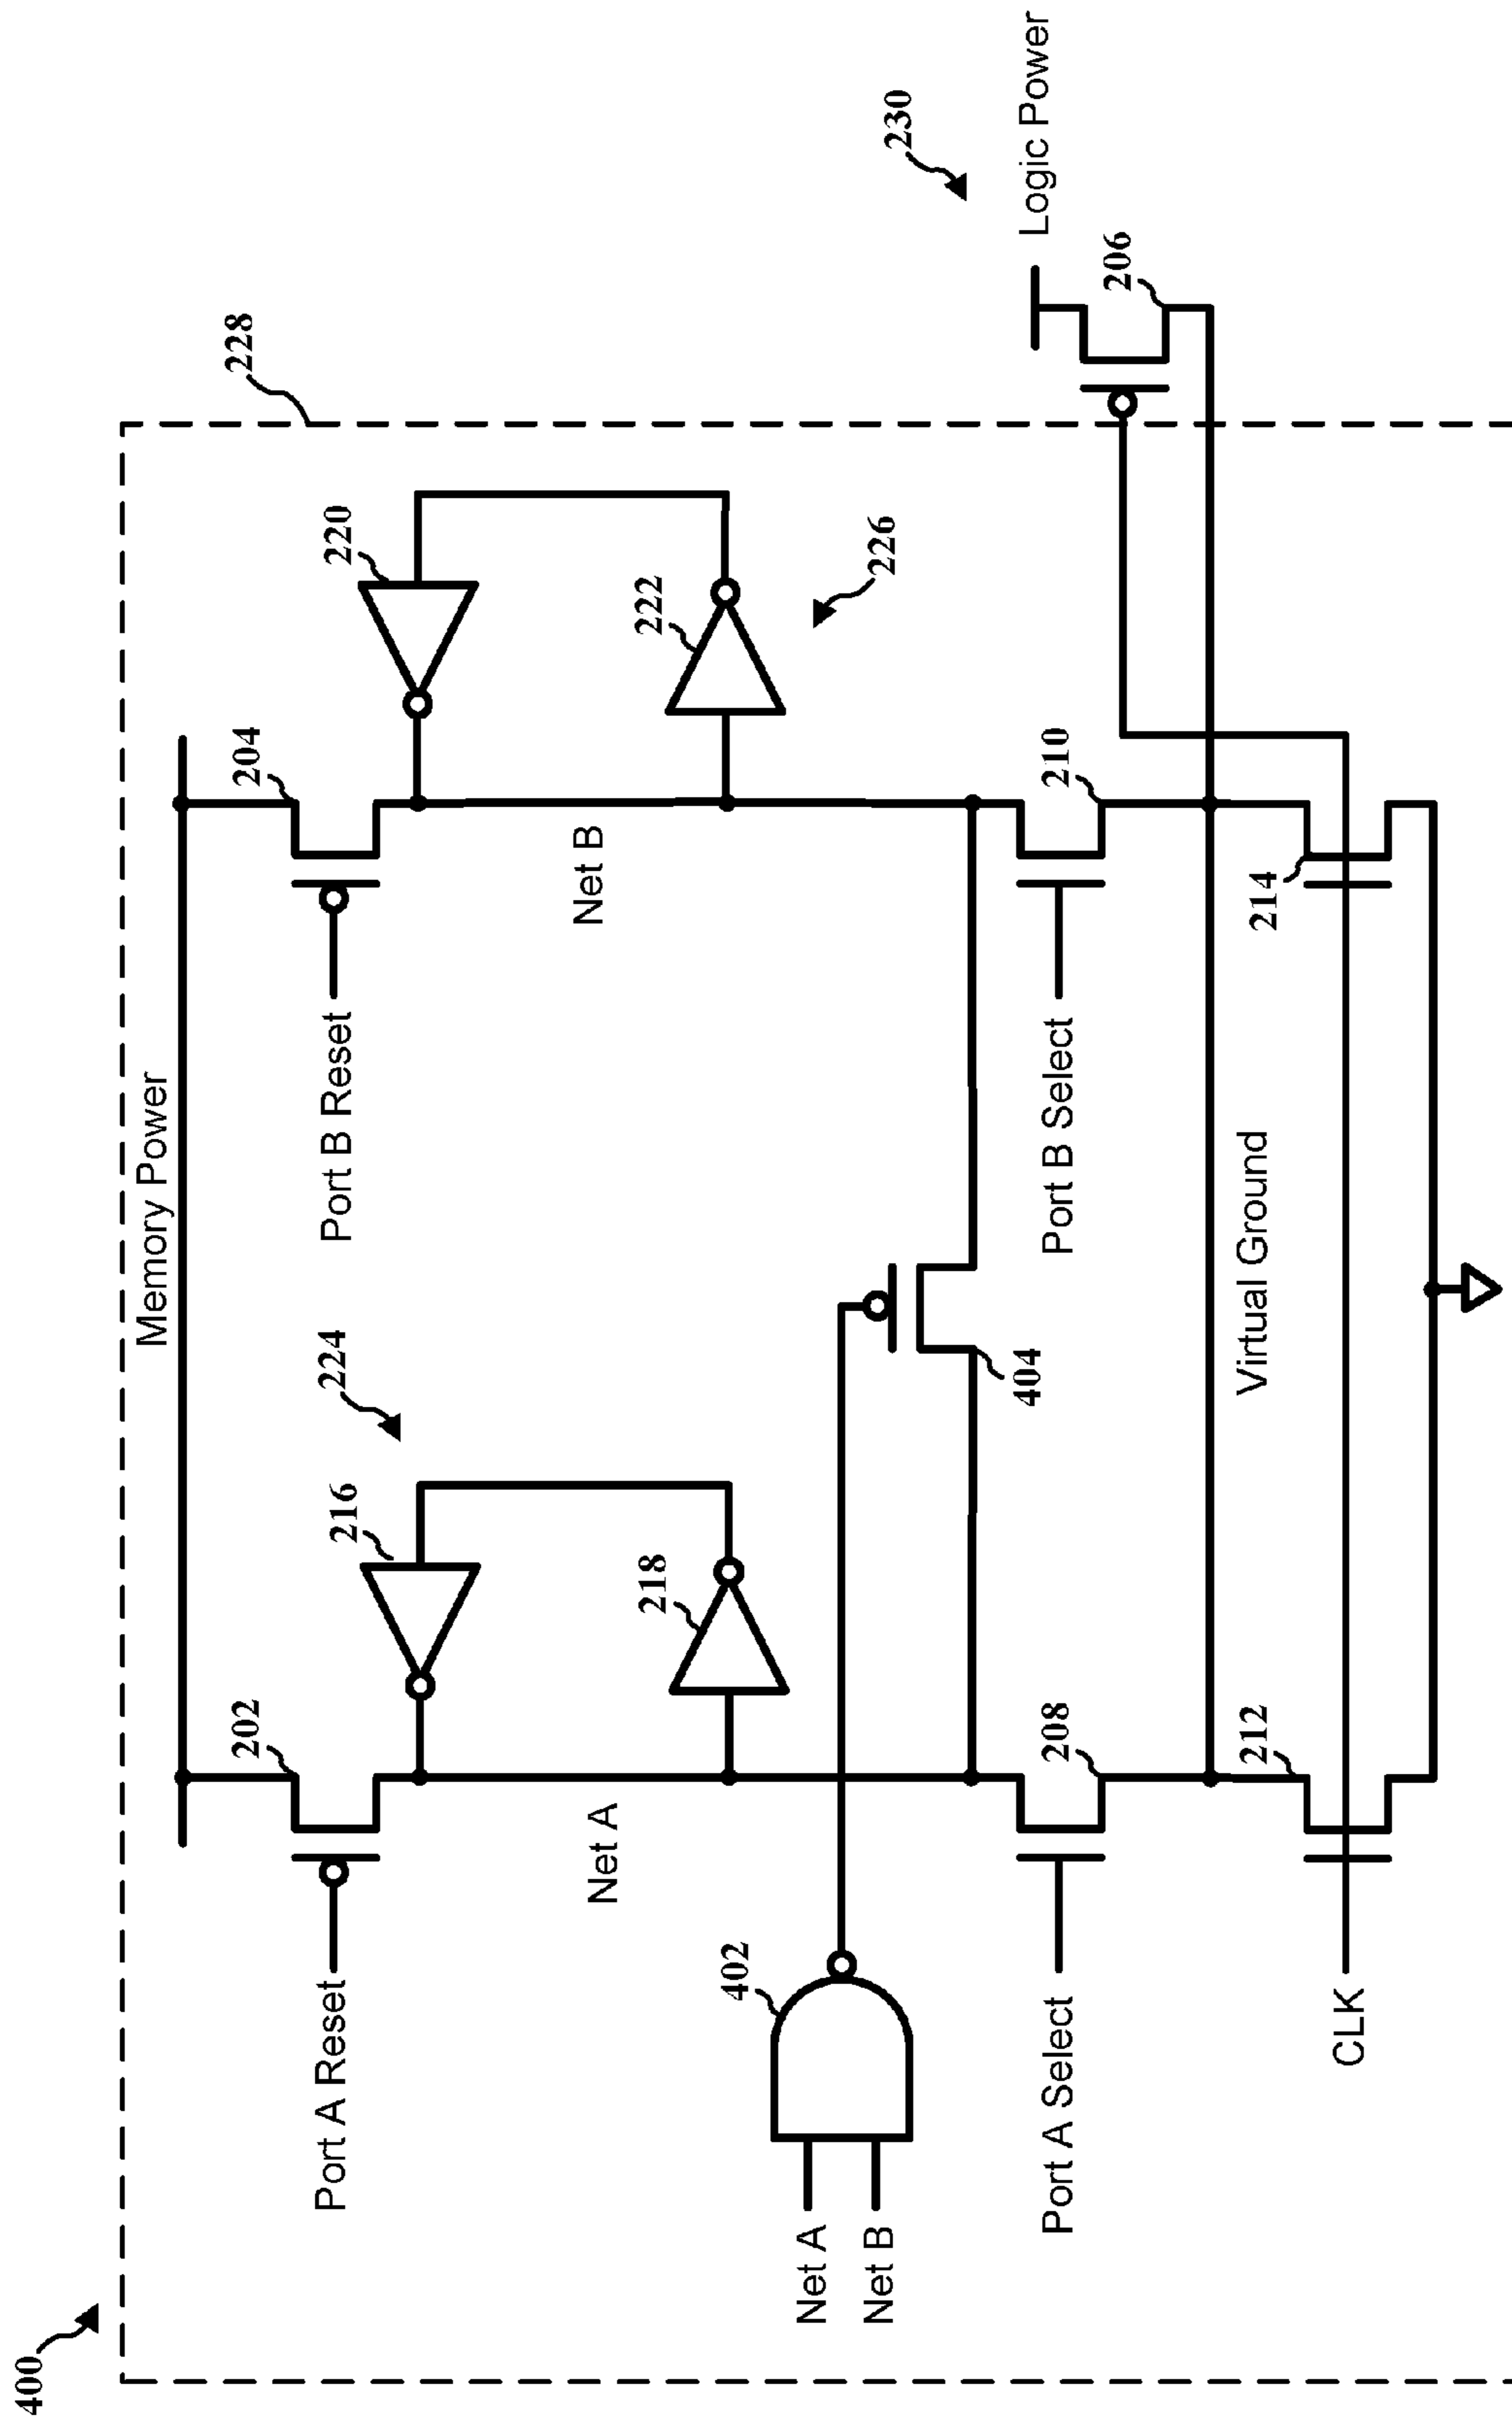 400
Memory Power
228
230
Logic Power
202
216
224
204
220
Port A Reset
Port B Reset
Net A
Net B
218
222
226
402
Net A
Net B
404
206
Port A Select
208
Port B Select
210
Virtual Ground
212
214
CLK